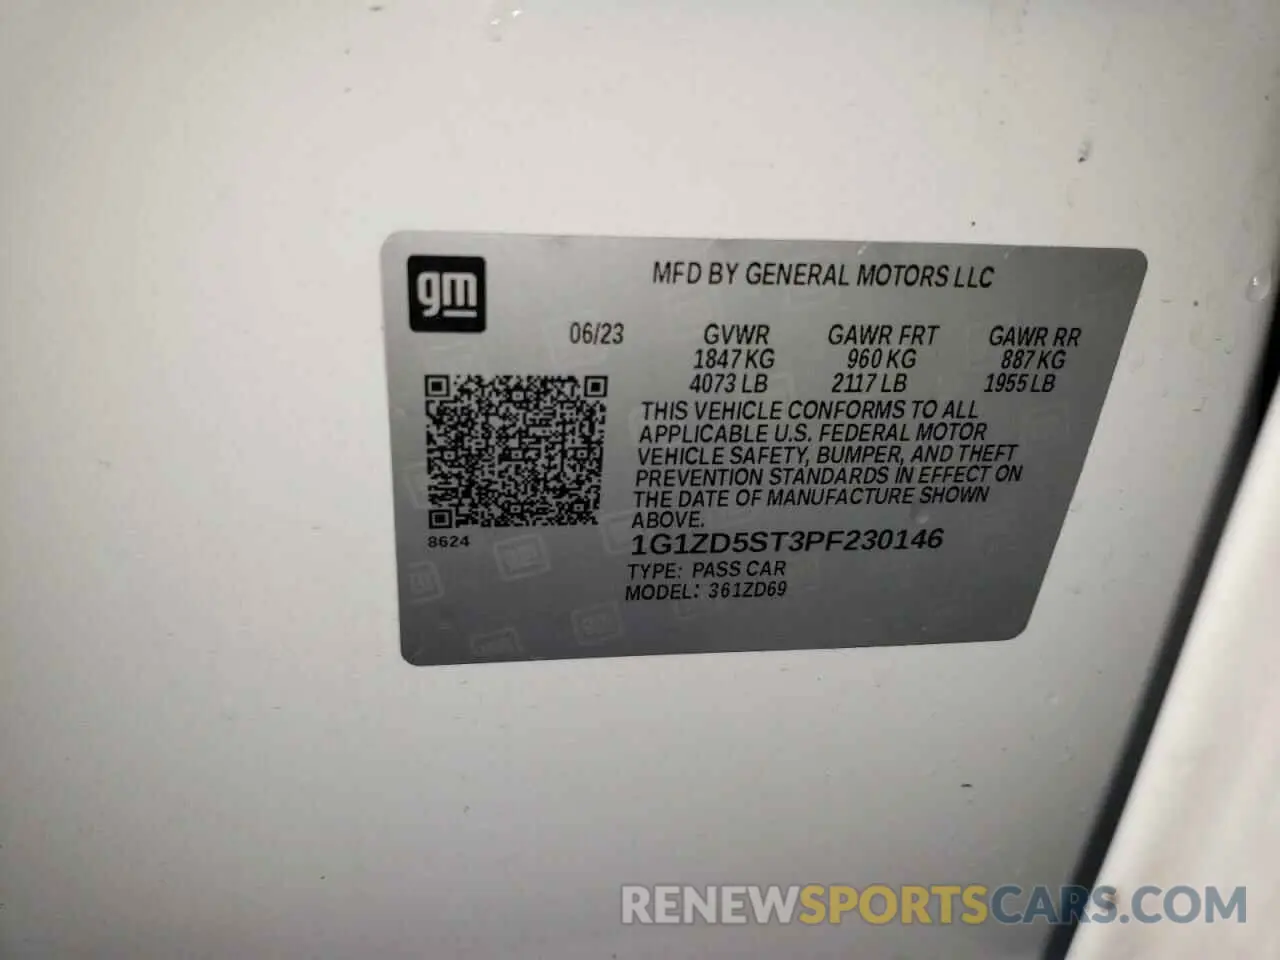 gm
MFD BY GENERAL MOTORS LLC
06/23 GVWR GAWR FRT GAWR RR
1847 KG 960 KG 887 KG
4073 LB 2117 LB 1955 LB
THIS VEHICLE CONFORMS TO ALL
APPLICABLE U.S. FEDERAL MOTOR
VEHICLE SAFETY, BUMPER, AND THEFT
PREVENTION STANDARDS IN EFFECT ON
THE DATE OF MANUFACTURE SHOWN
ABOVE.
8624
1G1ZD5ST3PF230146
TYPE: PASS CAR
MODEL: 361ZD69
RENEWSPORTSCARS.COM